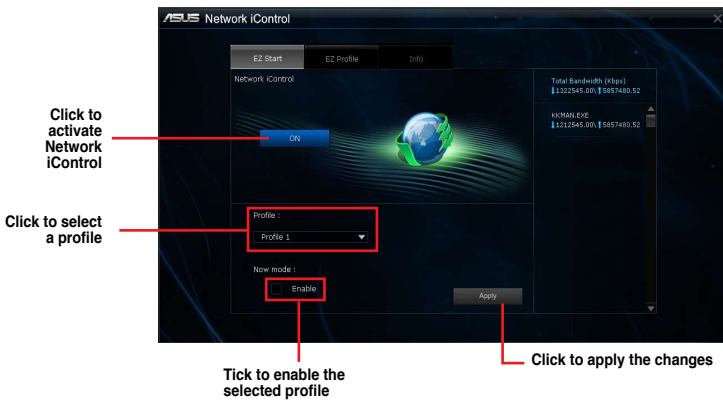 ASUS Network iControl
EZ Start
EZ Profile
Info
Network iControl
ON
Total Bandwidth (Kbps)
1322545.00\ 5857480.52
KKMAN.EXE
1212545.00\ 5857480.52
Profile :
Profile 1
Now mode :
Enable
Apply
Click to
activate
Network
iControl
Click to select
a profile
Tick to enable the
selected profile
Click to apply the changes